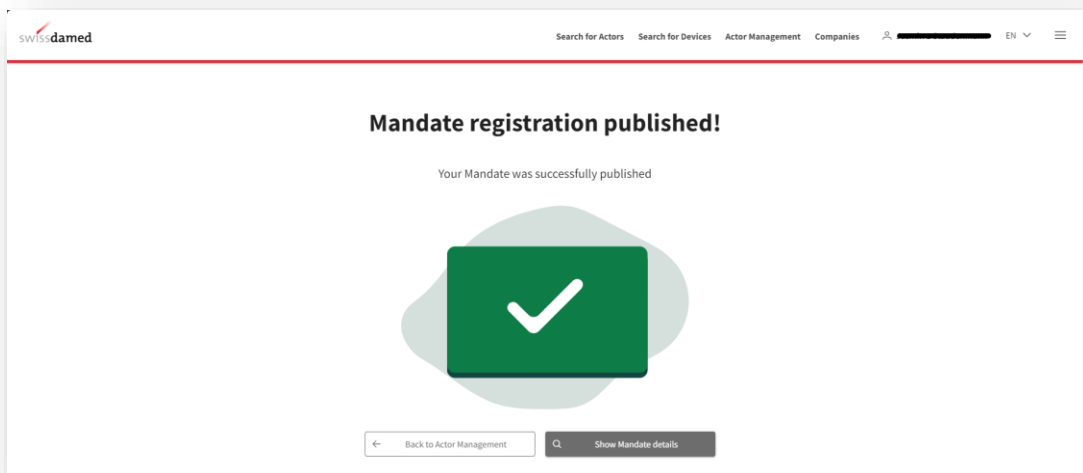 swissdamed
Search for Actors Search for Devices Actor Management Companies EN
Mandate registration published!
Your Mandate was successfully published
Back to Actor Management
Show Mandate details